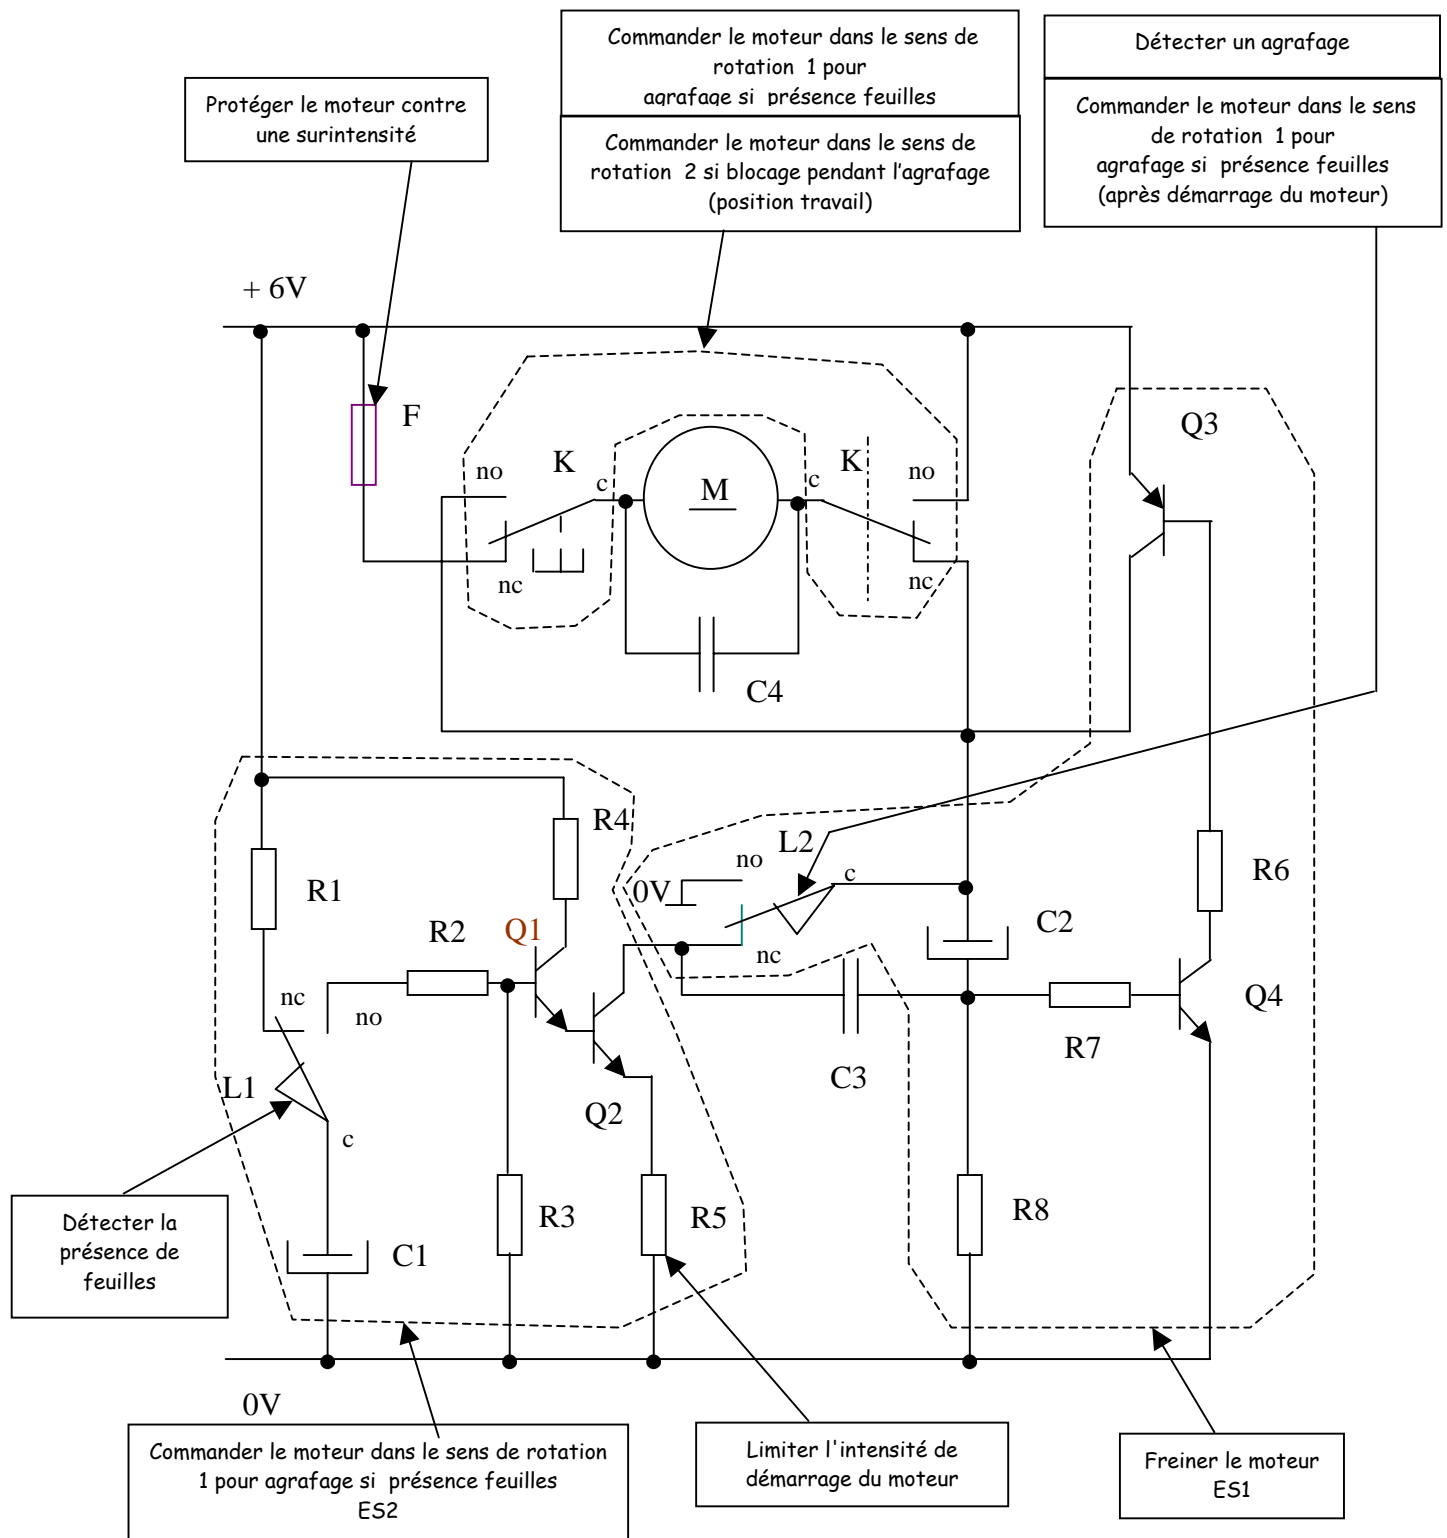 Commander le moteur dans le sens de
rotation 1 pour
agrafage si présence feuilles
Commander le moteur dans le sens de
rotation 2 si blocage pendant l'agrafage
(position travail)
Détecter un agrafage
Commander le moteur dans le sens
de rotation 1 pour
agrafage si présence feuilles
(après démarrage du moteur)
Protéger le moteur contre
une surintensité
+ 6V
F
no
K
c
nc
M
c
K
no
nc
Q3
C4
R4
R1
R2
Q1
nc
no
L1
c
Q2
L2
no
0V
c
nc
C2
R6
C3
R7
Q4
R3
R5
R8
C1
Détecter la
présence de
feuilles
0V
Commander le moteur dans le sens de rotation
1 pour agrafage si présence feuilles
ES2
Limiter l'intensité de
démarrage du moteur
Freiner le moteur
ES1